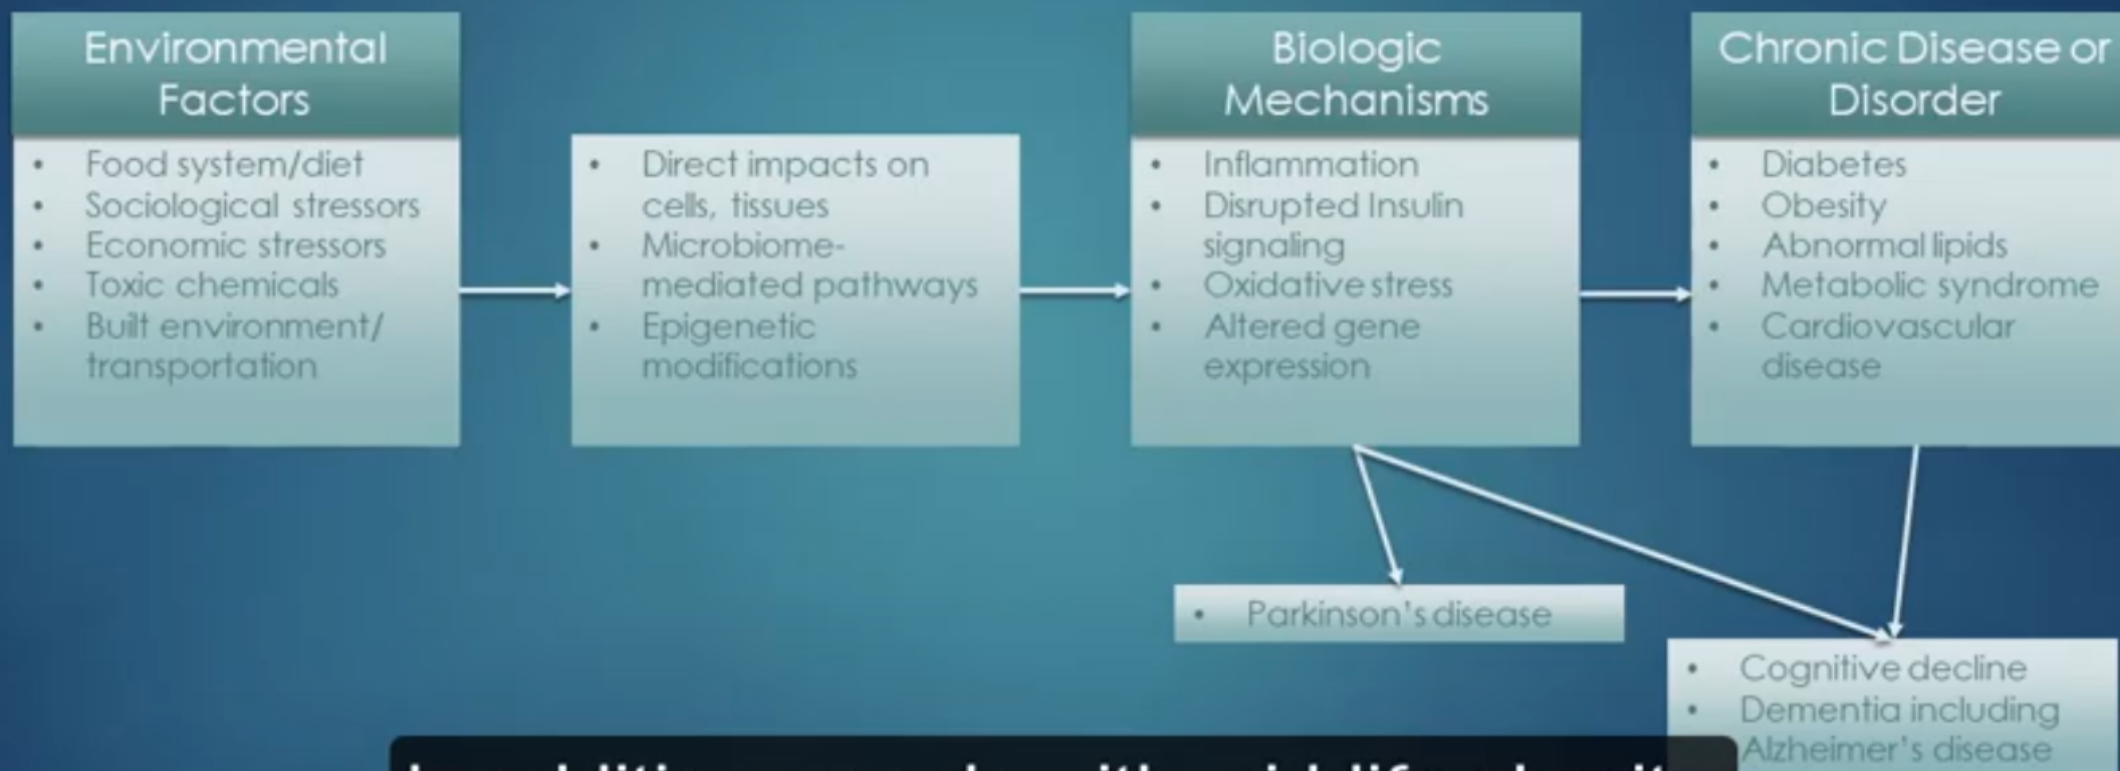 Environmental
Factors
• Food system/diet
• Sociological stressors
• Economic stressors
• Toxic chemicals
• Built environment/
transportation
• Direct impacts on
cells, tissues
• Microbiome-
mediated pathways
• Epigenetic
modifications
Biologic
Mechanisms
• Inflammation
• Disrupted Insulin
signaling
• Oxidative stress
• Altered gene
expression
Chronic Disease or
Disorder
• Diabetes
• Obesity
• Abnormal lipids
• Metabolic syndrome
• Cardiovascular
disease
• Parkinson's disease
• Cognitive decline
• Dementia including
Alzheimer's disease